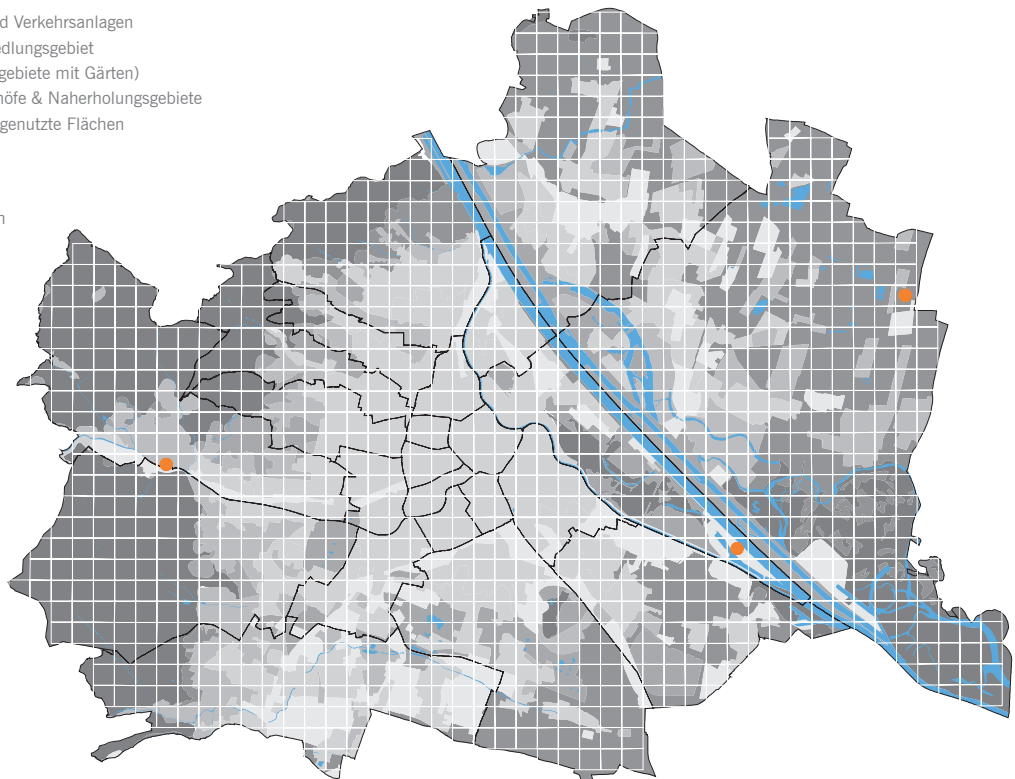 d Verkehrsanlagen
edlungsgebiet
gebiete mit Gärten)
höfe & Naherholungsgebiete
genutzte Flächen
n